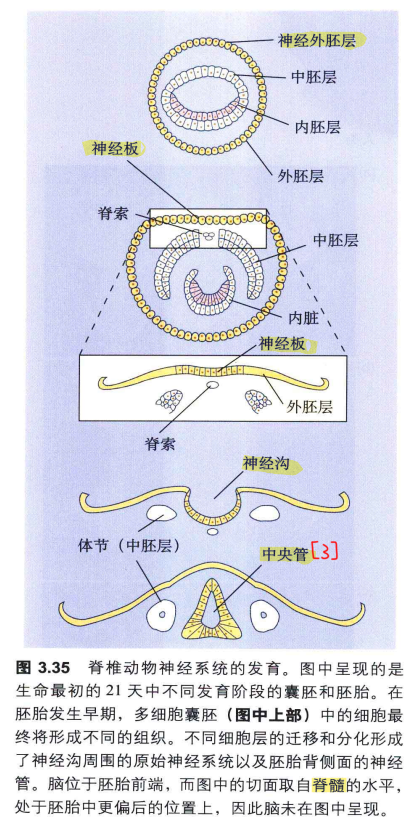 神经外胚层
中胚层
内胚层
神经板
外胚层
脊索
中胚层
内脏
神经板
外胚层
脊索
神经沟
体节（中胚层）
中央管[3]
图 3.35 脊椎动物神经系统的发育。图中呈现的是
生命最初的 21 天中不同发育阶段的囊胚和胚胎。在
胚胎发生早期，多细胞囊胚（图中上部）中的细胞最
终将形成不同的组织。不同细胞层的迁移和分化形成
了神经沟周围的原始神经系统以及胚胎背侧面的神经
管。脑位于胚胎前端，而图中的切面取自脊髓的水平，
处于胚胎中更偏后的位置上，因此脑未在图中呈现。